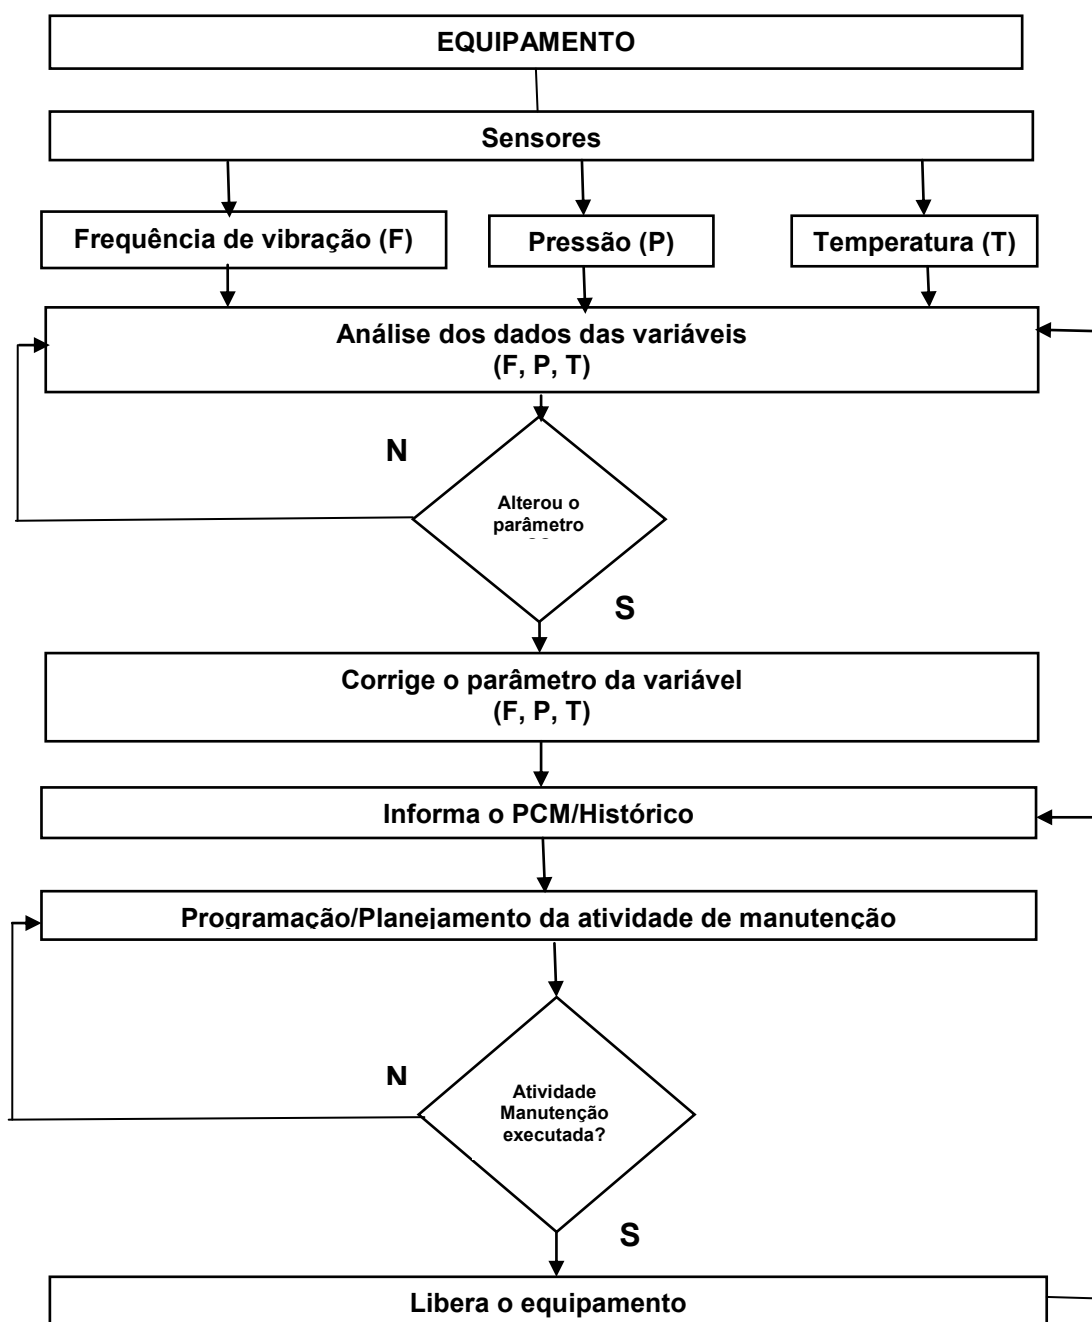 EQUIPAMENTO
Sensores
Frequência de vibração (F)
Pressão (P)
Temperatura (T)
Análise dos dados das variáveis
(F, P, T)
N
Alterou o
parâmetro
S
Corrige o parâmetro da variável
(F, P, T)
Informa o PCM/Histórico
Programação/Planejamento da atividade de manutenção
N
Atividade
Manutenção
executada?
S
Libera o equipamento